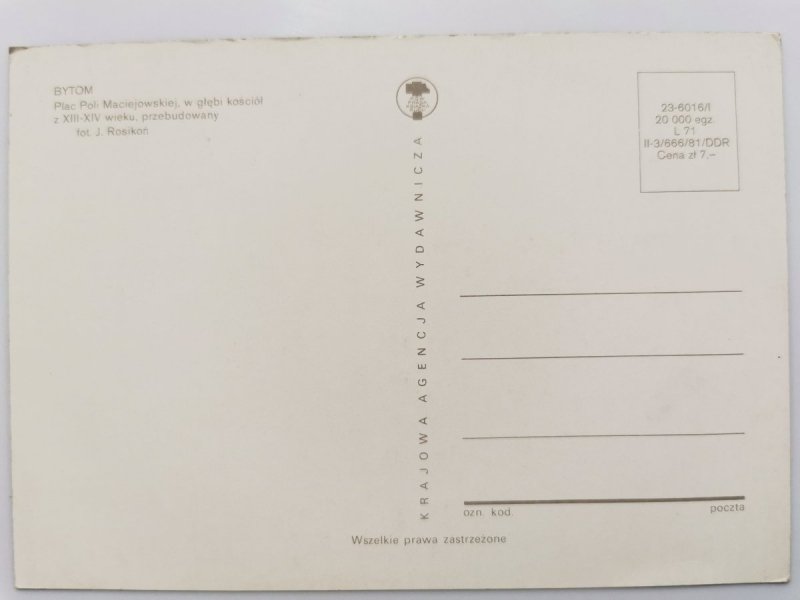 BYTOM
Plac Poli Maciejowskiej, w głębi kościół
z XIII-XIV wieku, przebudowany
fot. J. Rosikoń
KRAJOWA AGENCJA WYDAWNICZA
23-6016/I
20 000 egz.
L 71
II-3/666/81/DDR
Cena zł 7,–
ozn. kod.
poczta
Wszelkie prawa zastrzeżone